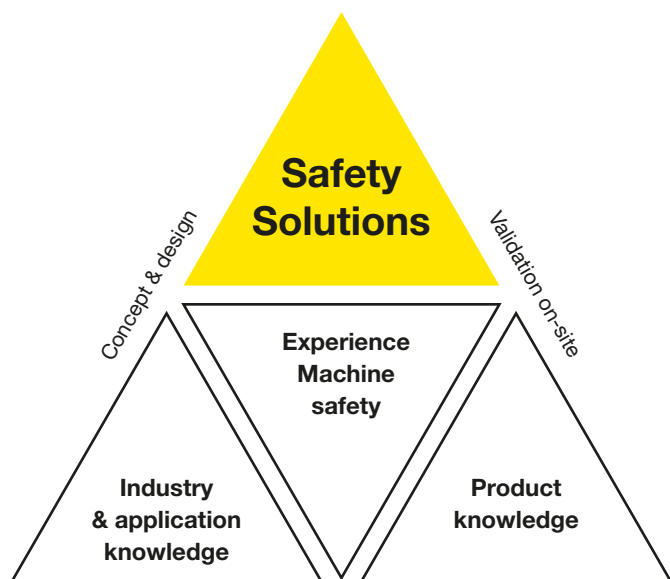 Safety
Solutions
Concept & design
Validation on-site
Experience
Machine
safety
Industry
& application
knowledge
Product
knowledge